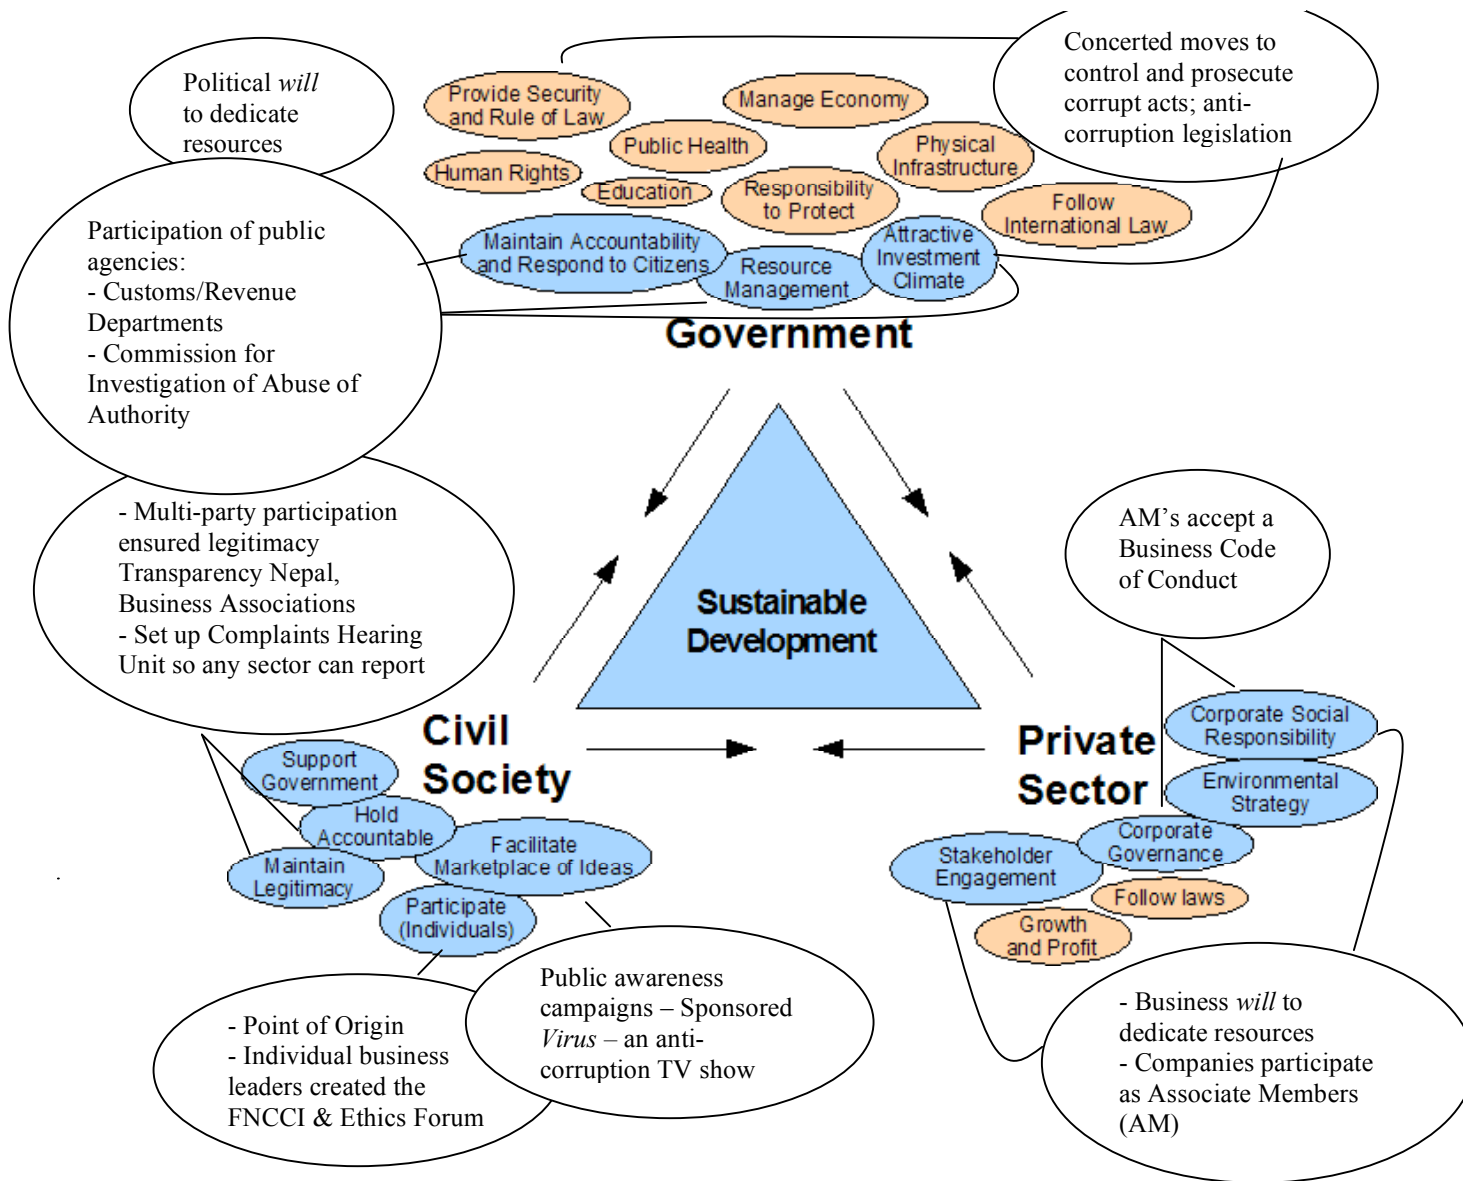 Political will
to dedicate
resources
Concerted moves to
control and prosecute
corrupt acts; anti-
corruption legislation
Provide Security
and Rule of Law
Manage Economy
Public Health
Physical
Infrastructure
Human Rights
Education
Responsibility
to Protect
Follow
International Law
Maintain Accountability
and Respond to Citizens
Resource
Management
Attractive
Investment
Climate
Participation of public
agencies:
- Customs/Revenue
Departments
- Commission for
Investigation of Abuse of
Authority
Government
- Multi-party participation
ensured legitimacy
Transparency Nepal,
Business Associations
- Set up Complaints Hearing
Unit so any sector can report
AM's accept a
Business Code
of Conduct
Sustainable
Development
Civil
Society
Private
Sector
Support
Government
Hold
Accountable
Maintain
Legitimacy
Facilitate
Marketplace of Ideas
Participate
(Individuals)
Corporate Social
Responsibility
Environmental
Strategy
Corporate
Governance
Stakeholder
Engagement
Follow laws
Growth
and Profit
- Point of Origin
- Individual business
leaders created the
FNCCI & Ethics Forum
Public awareness
campaigns – Sponsored
Virus – an anti-
corruption TV show
- Business will to
dedicate resources
- Companies participate
as Associate Members
(AM)